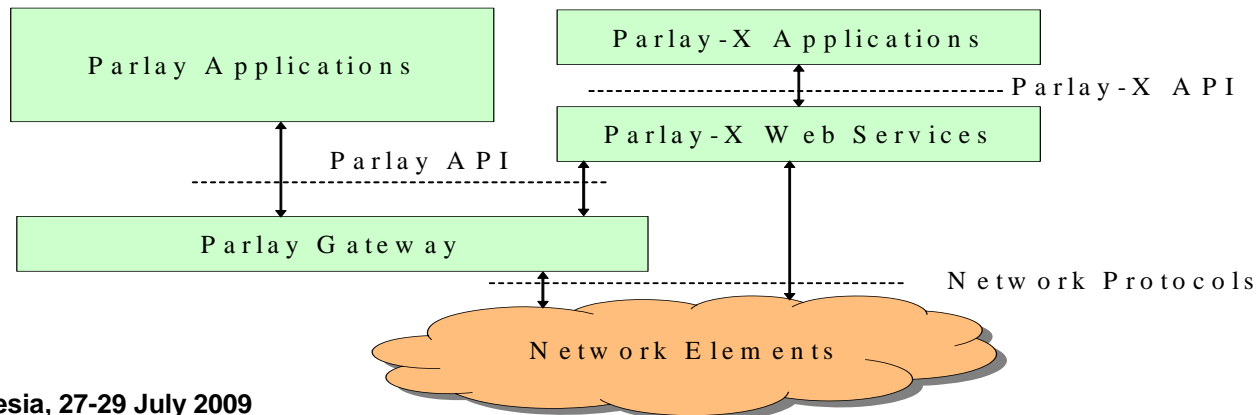 Parlay Applications
Parlay-X Applications
Parlay-X API
Parlay-X Web Services
Parlay API
Parlay Gateway
Network Protocols
Network Elements
esia, 27-29 July 2009